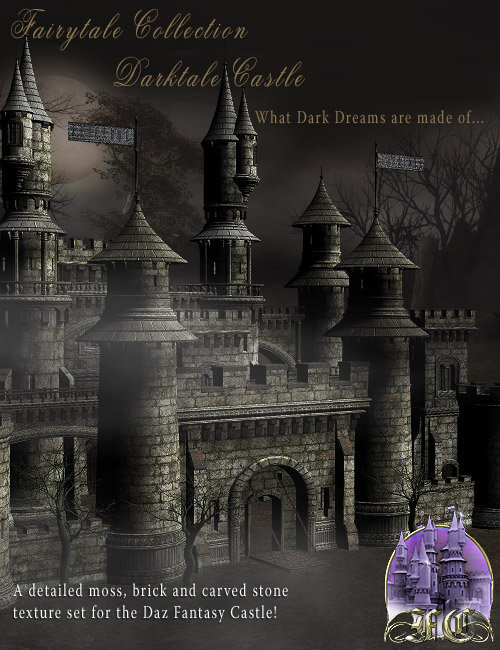 Fairytale Collection
Darktale Castle
What Dark Dreams are made of...
A detailed moss, brick and carved stone
texture set for the Daz Fantasy Castle!
FC